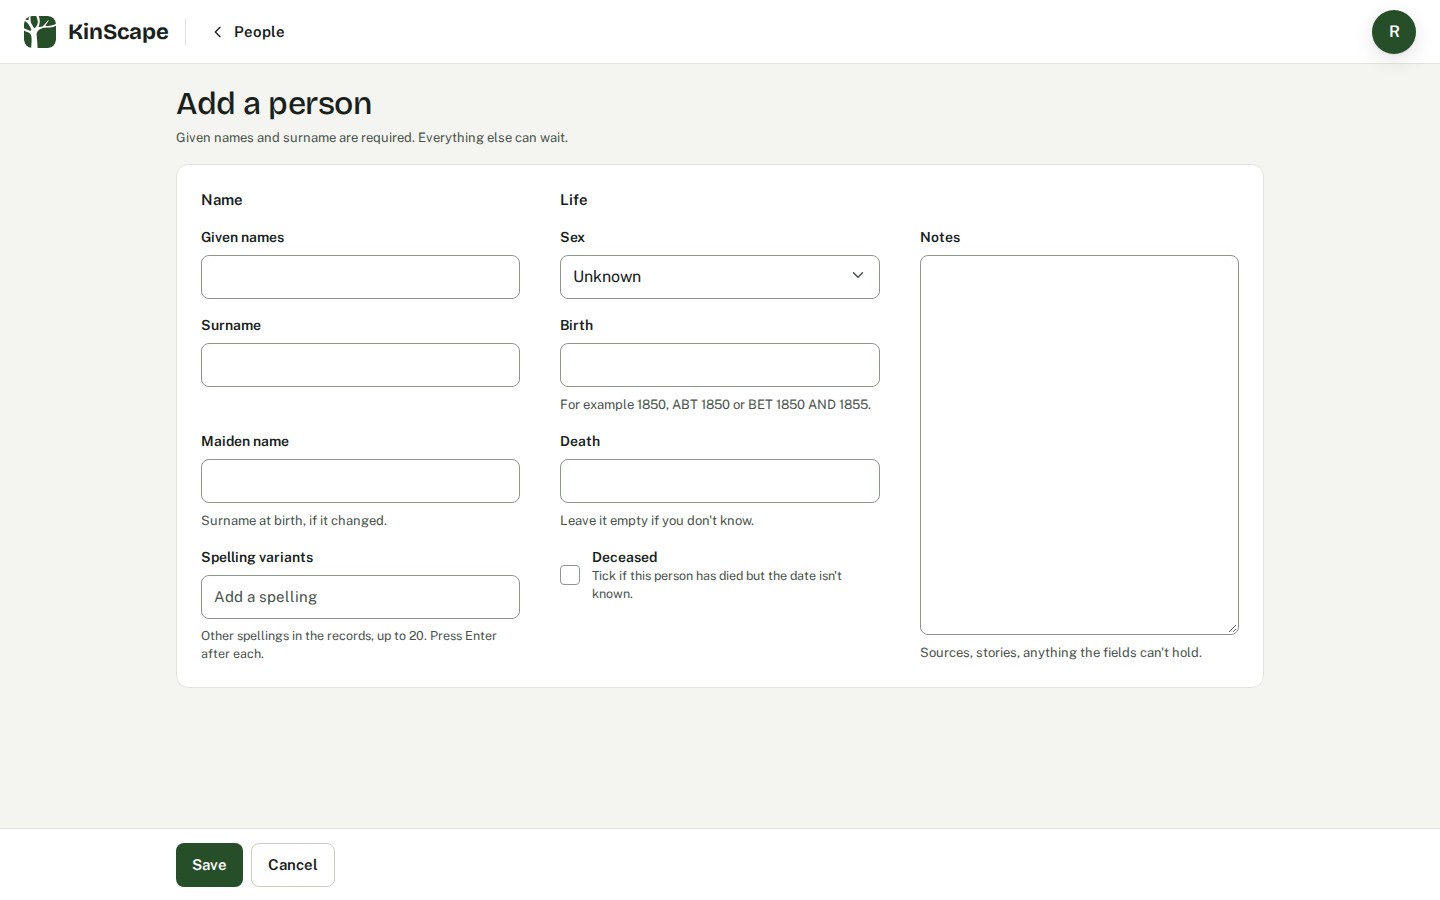 KinScape
People
R
Add a person
Given names and surname are required. Everything else can wait.
Name
Given names
Surname
Maiden name
Surname at birth, if it changed.
Spelling variants
Add a spelling
Other spellings in the records, up to 20. Press Enter
after each.
Life
Sex
Unknown
Birth
For example 1850, ABT 1850 or BET 1850 AND 1855.
Death
Leave it empty if you don't know.
Deceased
Tick if this person has died but the date isn't
known.
Notes
Sources, stories, anything the fields can't hold.
Save
Cancel